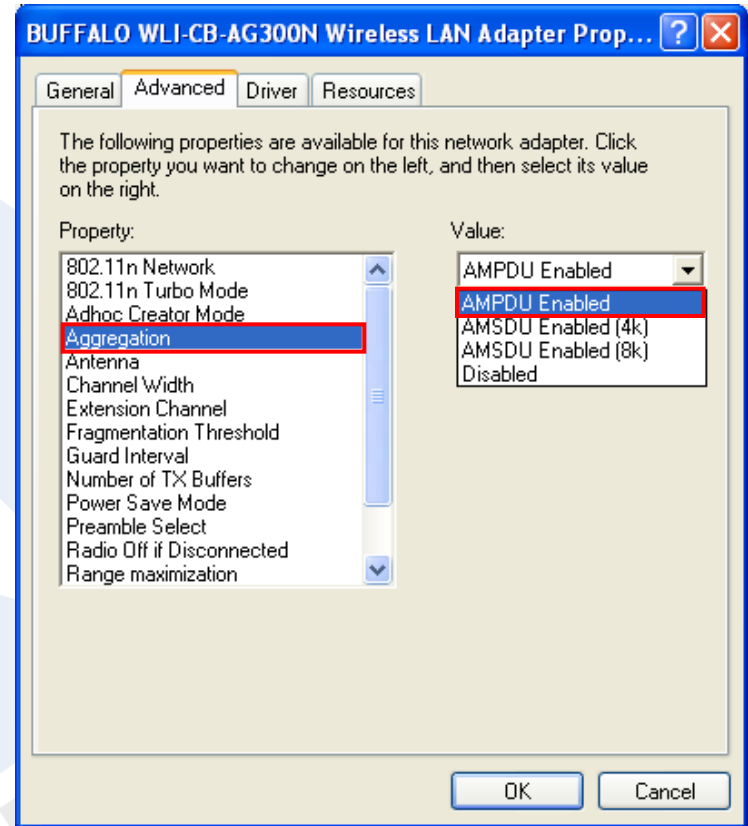 BUFFALO WLI-CB-AG300N Wireless LAN Adapter Prop...
General Advanced Driver Resources
The following properties are available for this network adapter. Click
the property you want to change on the left, and then select its value
on the right.
Property:
802.11n Network
802.11n Turbo Mode
Adhoc Creator Mode
Aggregation
Antenna
Channel Width
Extension Channel
Fragmentation Threshold
Guard Interval
Number of TX Buffers
Power Save Mode
Preamble Select
Radio Off if Disconnected
Range maximization
Value:
AMPDU Enabled
AMPDU Enabled
AMSDU Enabled (4k)
AMSDU Enabled (8k)
Disabled
OK Cancel